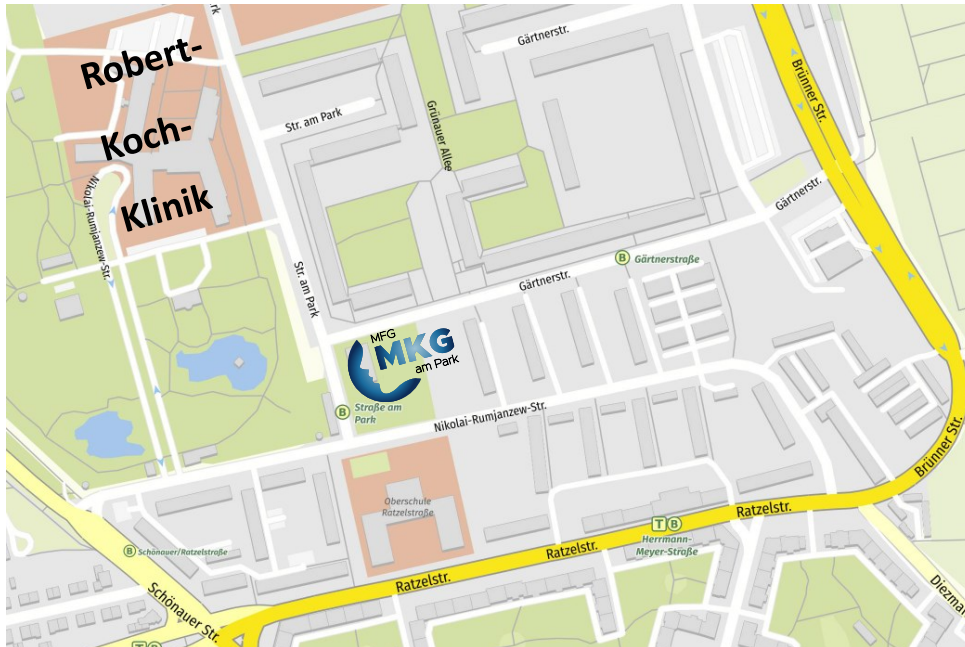 Robert-
Koch-
Klinik
Gärtnerstr.
Brünner Str.
Str. am Park
Grünauer Allee
Nikolai-Rumjanzew-Str.
Gärtnerstr.
B Gärtnerstraße
Str. am Park
Gärtnerstr.
MFG
MKG
am Park
B Straße am
Park
Nikolai-Rumjanzew-Str.
Brünner Str.
Oberschule
Ratzelstraße
Ratzelstr.
T B
Herrmann-
Meyer-Straße
B Schönauer/Ratzelstraße
Ratzelstr.
Ratzelstr.
Schönauer Str.